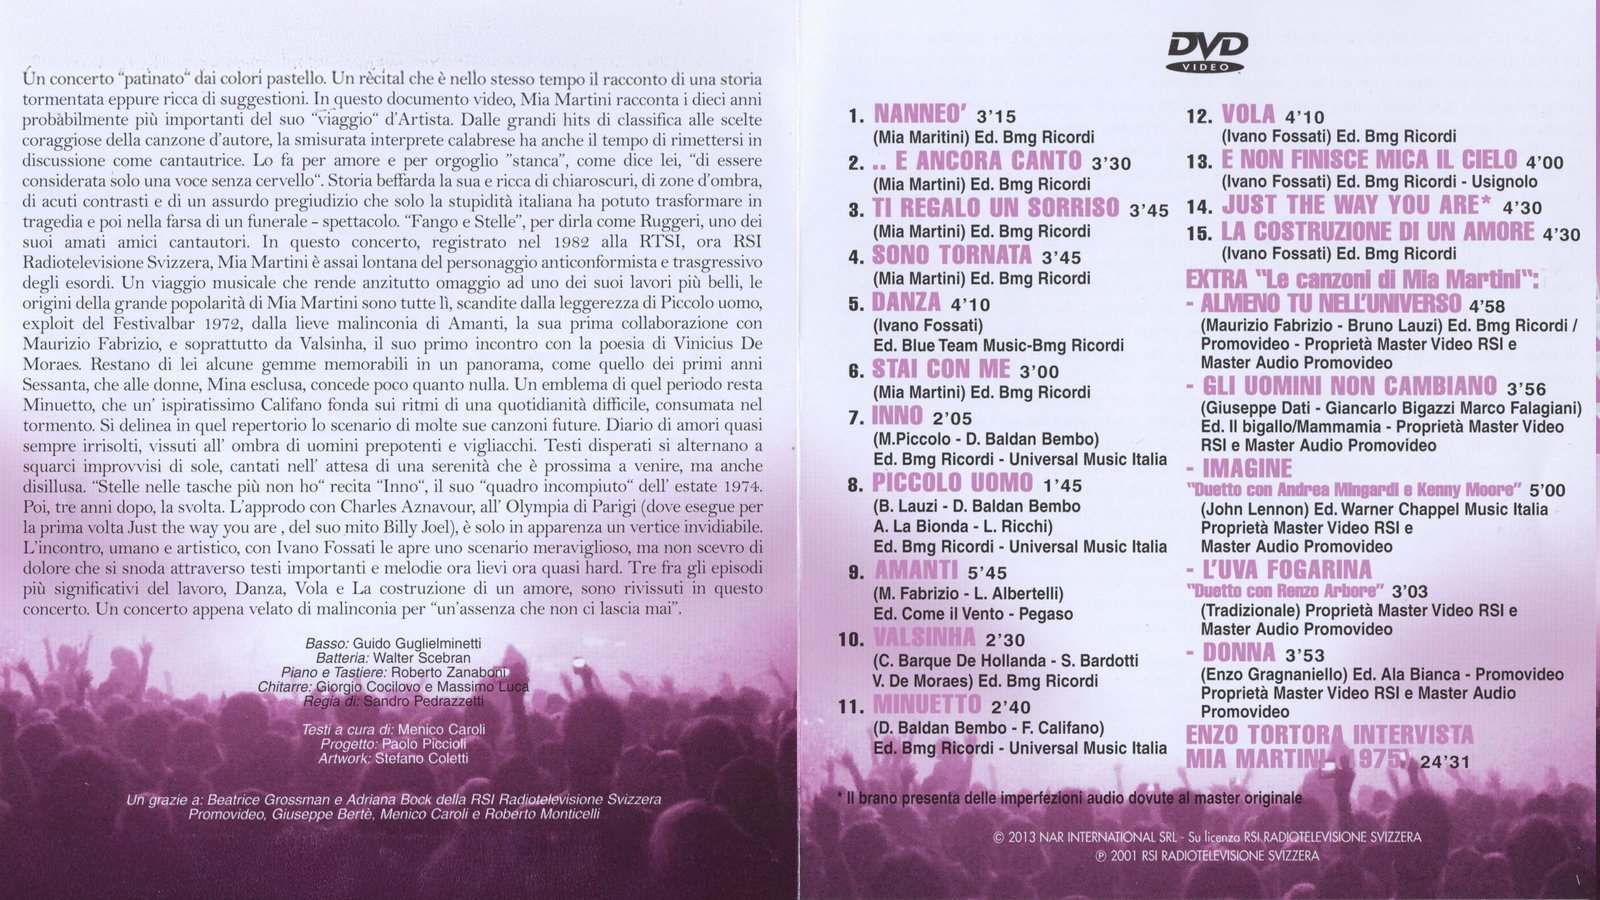 Un concerto "patinato" dai colori pastello. Un rècital che è nello stesso tempo il racconto di una storia
tormentata eppure ricca di suggestioni. In questo documento video, Mia Martini racconta i dieci anni
probàbilmente più importanti del suo "viaggio" d'Artista. Dalle grandi hits di classifica alle scelte
coraggiose della canzone d'autore, la smisurata interprete calabrese ha anche il tempo di rimettersi in
discussione come cantautrice. Lo fa per amore e per orgoglio "stanca", come dice lei, "di essere
considerata solo una voce senza cervello". Storia beffarda la sua e ricca di chiaroscuri, di zone d'ombra,
di acuti contrasti e di un assurdo pregiudizio che solo la stupidità italiana ha potuto trasformare in
tragedia e poi nella farsa di un funerale - spettacolo. "Fango e Stelle", per dirla come Ruggeri, uno dei
suoi amati amici cantautori. In questo concerto, registrato nel 1982 alla RTSI, ora RSI
Radiotelevisione Svizzera, Mia Martini è assai lontana del personaggio anticonformista e trasgressivo
degli esordi. Un viaggio musicale che rende anzitutto omaggio ad uno dei suoi lavori più belli, le
origini della grande popolarità di Mia Martini sono tutte lì, scandite dalla leggerezza di Piccolo uomo,
exploit del Festivalbar 1972, dalla lieve malinconia di Amanti, la sua prima collaborazione con
Maurizio Fabrizio, e soprattutto da Valsinha, il suo primo incontro con la poesia di Vinicius De
Moraes. Restano di lei alcune gemme memorabili in un panorama, come quello dei primi anni
Sessanta, che alle donne, Mina esclusa, concede poco quanto nulla. Un emblema di quel periodo resta
Minuetto, che un' ispiratissimo Califano fonda sui ritmi di una quotidianità difficile, consumata nel
tormento. Si delinea in quel repertorio lo scenario di molte sue canzoni future. Diario di amori quasi
sempre irrisolti, vissuti all' ombra di uomini prepotenti e vigliacchi. Testi disperati si alternano a
squarci improvvisi di sole, cantati nell' attesa di una serenità che è prossima a venire, ma anche
disillusa. "Stelle nelle tasche più non ho" recita "Inno", il suo "quadro incompiuto" dell' estate 1974.
Poi, tre anni dopo, la svolta. L'approdo con Charles Aznavour, all' Olympia di Parigi (dove esegue per
la prima volta Just the way you are , del suo mito Billy Joel), è solo in apparenza un vertice invidiabile.
L'incontro, umano e artistico, con Ivano Fossati le apre uno scenario meraviglioso, ma non scevro di
dolore che si snoda attraverso testi importanti e melodie ora lievi ora quasi hard. Tre fra gli episodi
più significativi del lavoro, Danza, Vola e La costruzione di un amore, sono rivissuti in questo
concerto. Un concerto appena velato di malinconia per "un'assenza che non ci lascia mai".
Basso: Guido Guglielminetti
Batteria: Walter Scebran
Piano e Tastiere: Roberto Zanaboni
Chitarre: Giorgio Cocilovo e Massimo Luca
Regia di: Sandro Pedrazzetti
Testi a cura di: Menico Caroli
Progetto: Paolo Piccioli
Artwork: Stefano Coletti
Un grazie a: Beatrice Grossman e Adriana Bock della RSI Radiotelevisione Svizzera
Promovideo, Giuseppe Bertè, Menico Caroli e Roberto Monticelli
DVD
VIDEO
1. NANNEO' 3'15
(Mia Maritini) Ed. Bmg Ricordi
2. .. E ANCORA CANTO 3'30
(Mia Martini) Ed. Bmg Ricordi
3. TI REGALO UN SORRISO 3'45
(Mia Martini) Ed. Bmg Ricordi
4. SONO TORNATA 3'45
(Mia Martini) Ed. Bmg Ricordi
5. DANZA 4'10
(Ivano Fossati)
Ed. Blue Team Music-Bmg Ricordi
6. STAI CON ME 3'00
(Mia Martini) Ed. Bmg Ricordi
7. INNO 2'05
(M.Piccolo - D. Baldan Bembo)
Ed. Bmg Ricordi - Universal Music Italia
8. PICCOLO UOMO 1'45
(B. Lauzi - D. Baldan Bembo
A. La Bionda - L. Ricchi)
Ed. Bmg Ricordi - Universal Music Italia
9. AMANTI 5'45
(M. Fabrizio - L. Albertelli)
Ed. Come il Vento - Pegaso
10. VALSINHA 2'30
(C. Barque De Hollanda - S. Bardotti
V. De Moraes) Ed. Bmg Ricordi
11. MINUETTO 2'40
(D. Baldan Bembo - F. Califano)
Ed. Bmg Ricordi - Universal Music Italia
12. VOLA 4'10
(Ivano Fossati) Ed. Bmg Ricordi
13. E NON FINISCE MICA IL CIELO 4'00
(Ivano Fossati) Ed. Bmg Ricordi - Usignolo
14. JUST THE WAY YOU ARE* 4'30
15. LA COSTRUZIONE DI UN AMORE 4'30
(Ivano Fossati) Ed. Bmg Ricordi
EXTRA "Le canzoni di Mia Martini":
- ALMENO TU NELL'UNIVERSO 4'58
(Maurizio Fabrizio - Bruno Lauzi) Ed. Bmg Ricordi /
Promovideo - Proprietà Master Video RSI e
Master Audio Promovideo
- GLI UOMINI NON CAMBIANO 3'56
(Giuseppe Dati - Giancarlo Bigazzi Marco Falagiani)
Ed. Il bigallo/Mammamia - Proprietà Master Video
RSI e Master Audio Promovideo
- IMAGINE
"Duetto con Andrea Mingardi e Kenny Moore" 5'00
(John Lennon) Ed. Warner Chappel Music Italia
Proprietà Master Video RSI e
Master Audio Promovideo
- L'UVA FOGARINA
"Duetto con Renzo Arbore" 3'03
(Tradizionale) Proprietà Master Video RSI e
Master Audio Promovideo
- DONNA 3'53
(Enzo Gragnaniello) Ed. Ala Bianca - Promovideo
Proprietà Master Video RSI e Master Audio
Promovideo
ENZO TORTORA INTERVISTA
MIA MARTINI (1975) 24'31
* Il brano presenta delle imperfezioni audio dovute al master originale
© 2013 NAR INTERNATIONAL SRL - Su licenza RSI RADIOTELEVISIONE SVIZZERA
℗ 2001 RSI RADIOTELEVISIONE SVIZZERA